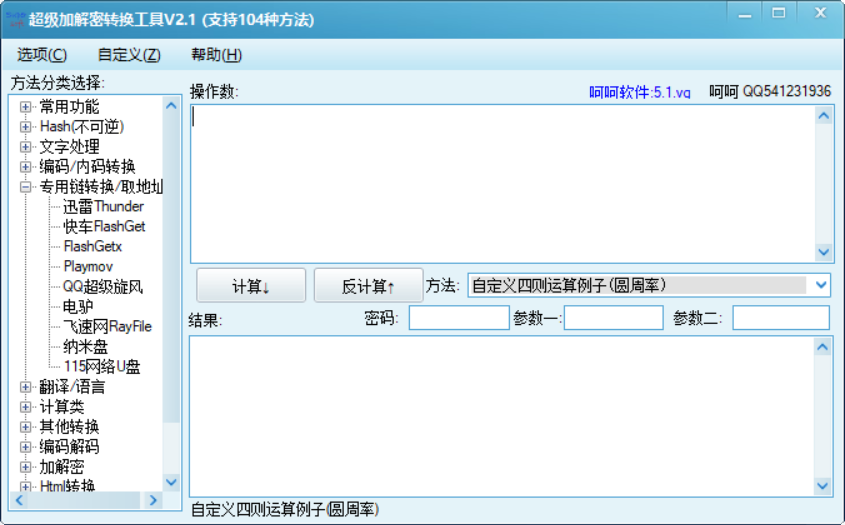 超级加解密转换工具V2.1 (支持104种方法)
选项(C) 自定义(Z) 帮助(H)
方法分类选择:
常用功能
Hash(不可逆)
文字处理
编码/内码转换
专用链转换/取地址
迅雷Thunder
快车FlashGet
FlashGetx
Playmov
QQ超级旋风
电驴
飞速网RayFile
纳米盘
115网络U盘
翻译/语言
计算类
其他转换
编码解码
加解密
Html转换
操作数: 呵呵软件:5.1.vg 呵呵 QQ541231936
计算↓ 反计算↑ 方法: 自定义四则运算例子(圆周率)
结果: 密码: 参数一: 参数二:
自定义四则运算例子(圆周率)